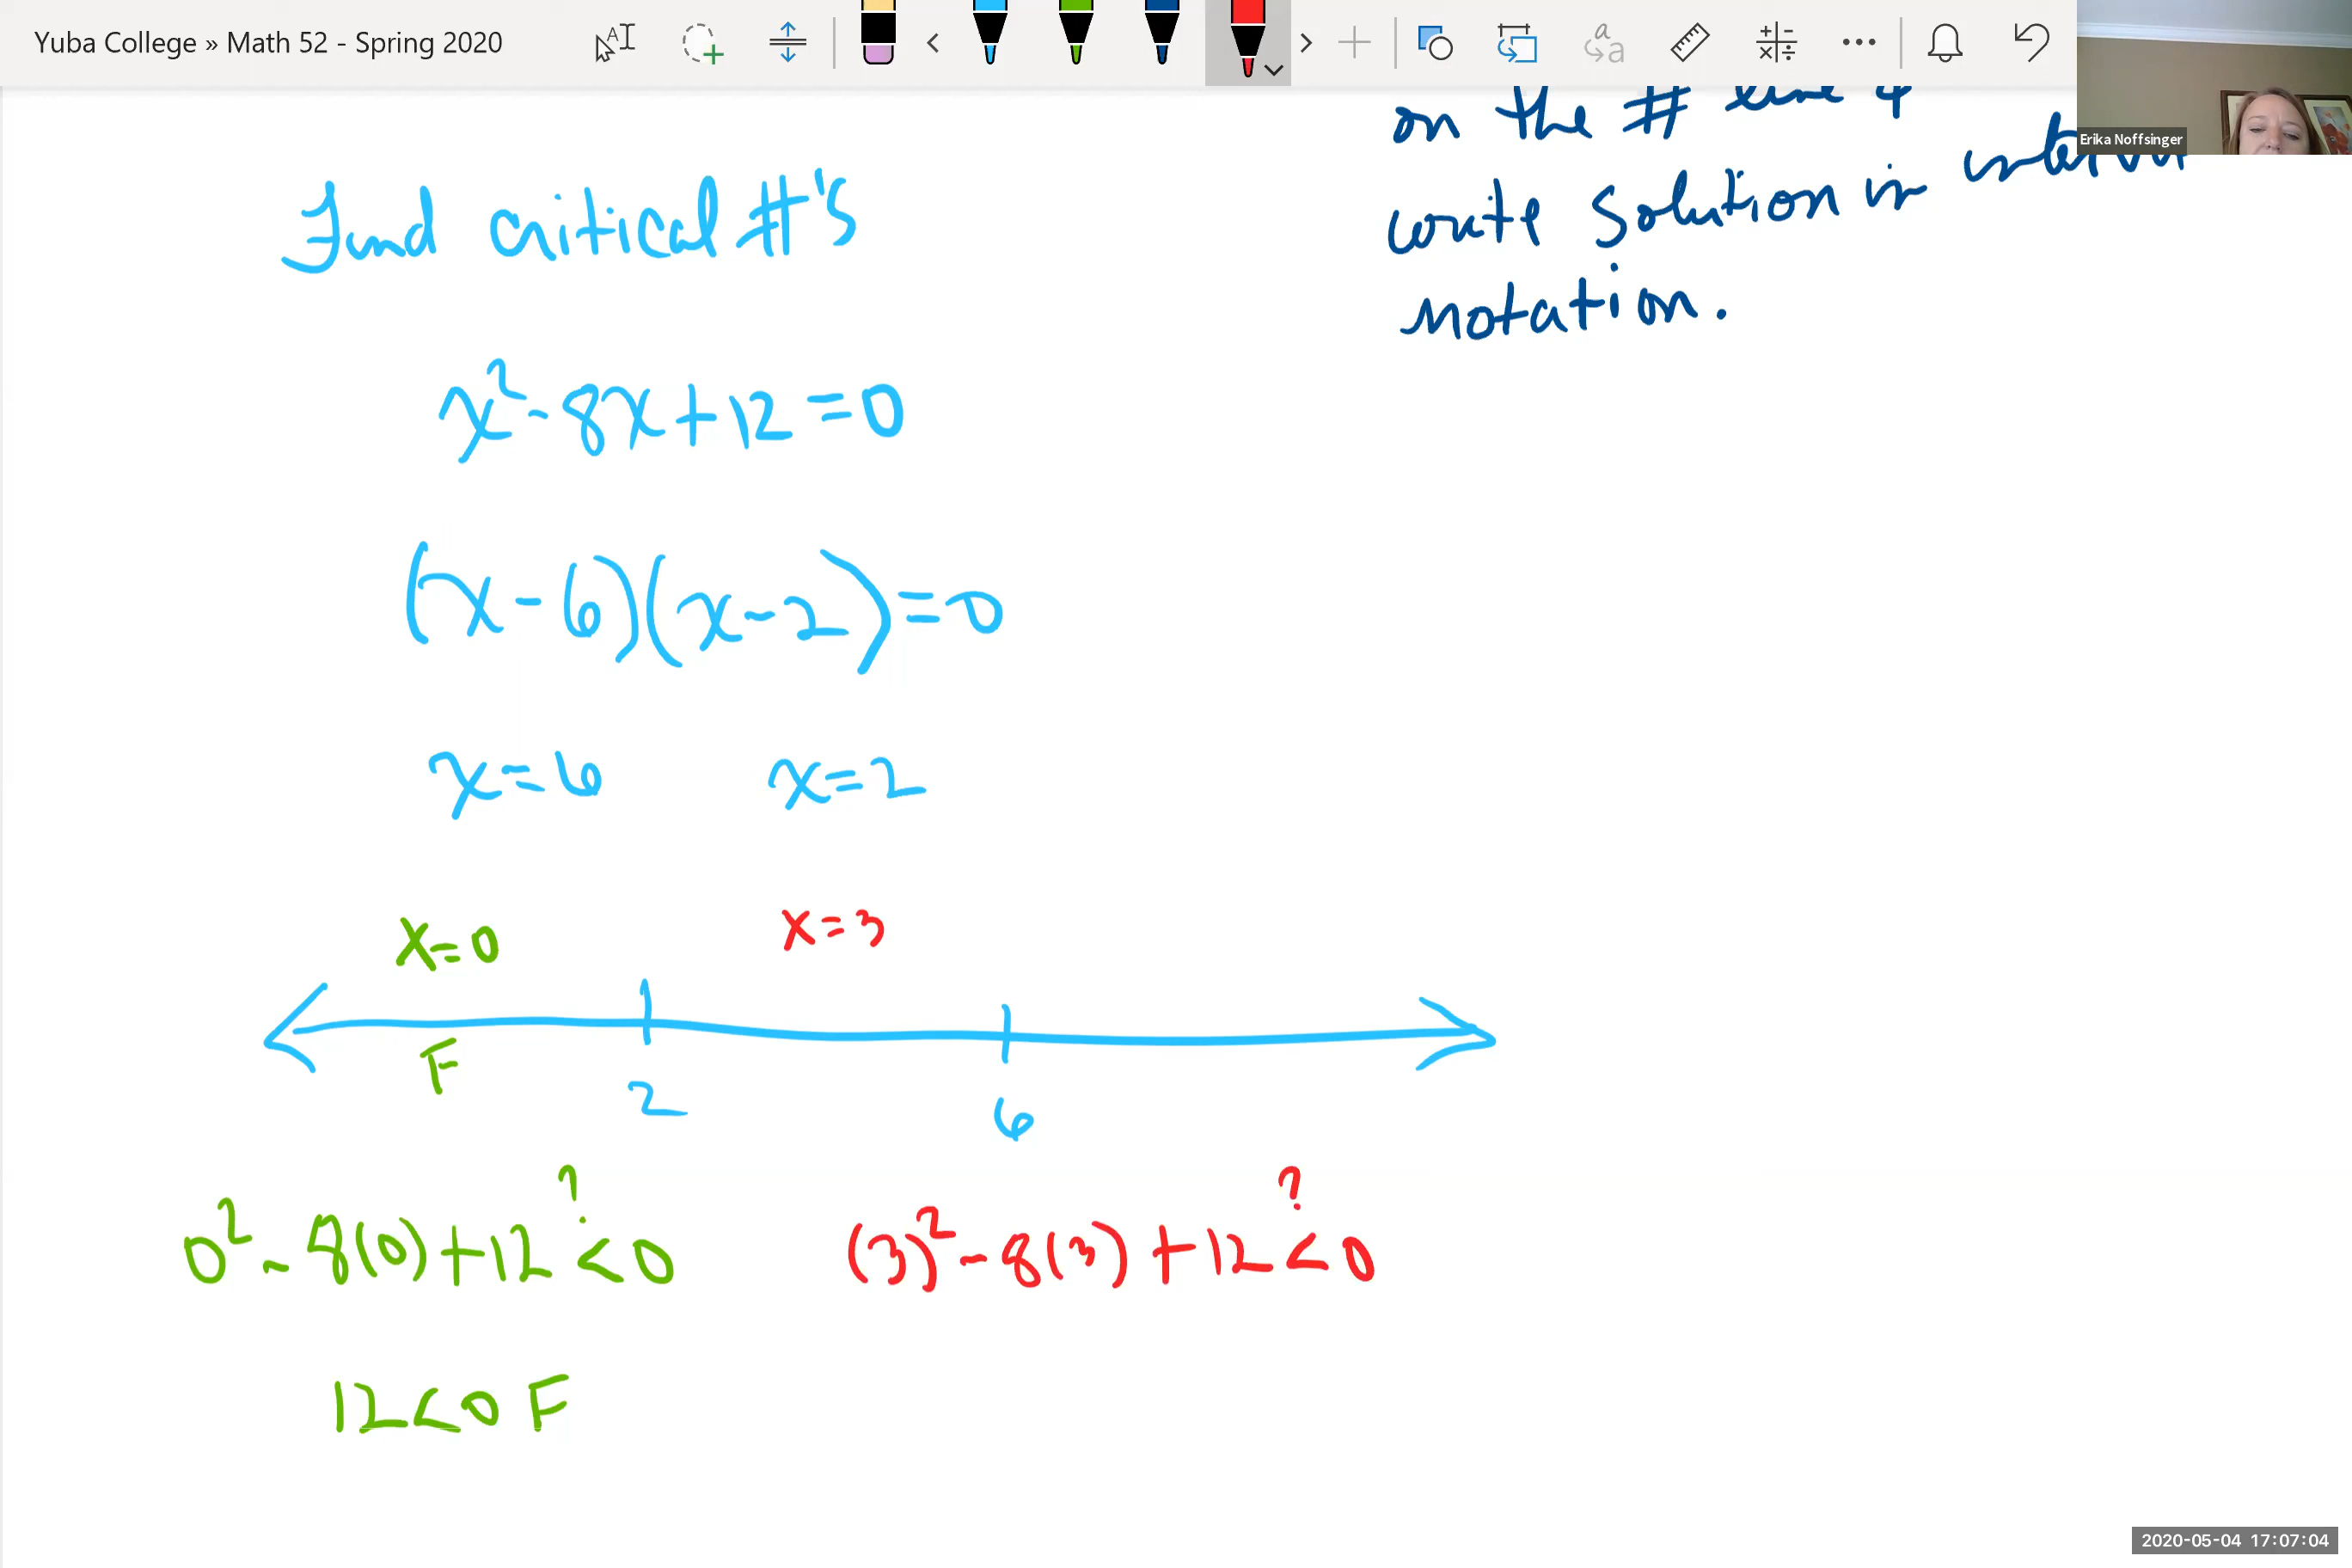 Yuba College » Math 52 - Spring 2020
Erika Noffsinger
on the # line &
write solution in interval
notation.
Find critical #'s
x² - 8x + 12 = 0
(x - 6)(x - 2) = 0
x = 6 x = 2
x = 0 x = 3
F
2 6
0² - 8(0) + 12 <? 0 (3)² - 8(3) + 12 <? 0
12 < 0 F
2020-05-04 17:07:04